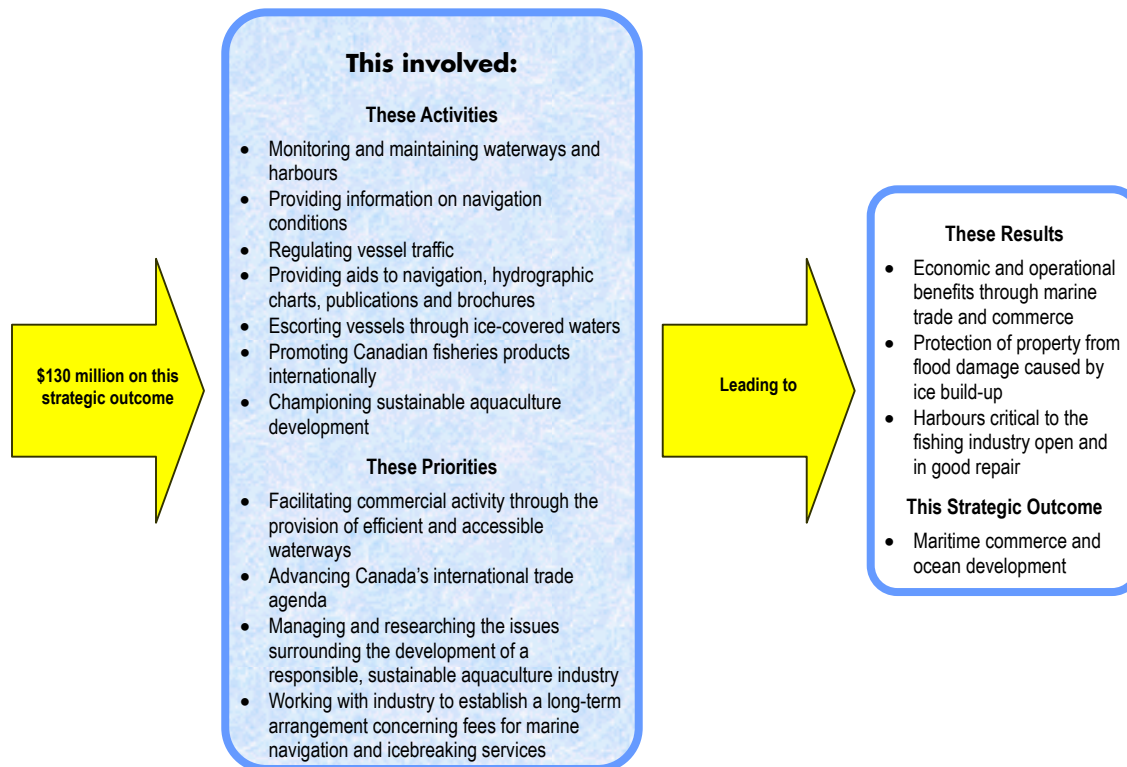 $130 million on this
strategic outcome
This involved:
These Activities
• Monitoring and maintaining waterways and
harbours
• Providing information on navigation
conditions
• Regulating vessel traffic
• Providing aids to navigation, hydrographic
charts, publications and brochures
• Escorting vessels through ice-covered waters
• Promoting Canadian fisheries products
internationally
• Championing sustainable aquaculture
development
These Priorities
• Facilitating commercial activity through the
provision of efficient and accessible
waterways
• Advancing Canada’s international trade
agenda
• Managing and researching the issues
surrounding the development of a
responsible, sustainable aquaculture industry
• Working with industry to establish a long-term
arrangement concerning fees for marine
navigation and icebreaking services
Leading to
These Results
• Economic and operational
benefits through marine
trade and commerce
• Protection of property from
flood damage caused by
ice build-up
• Harbours critical to the
fishing industry open and
in good repair
This Strategic Outcome
• Maritime commerce and
ocean development